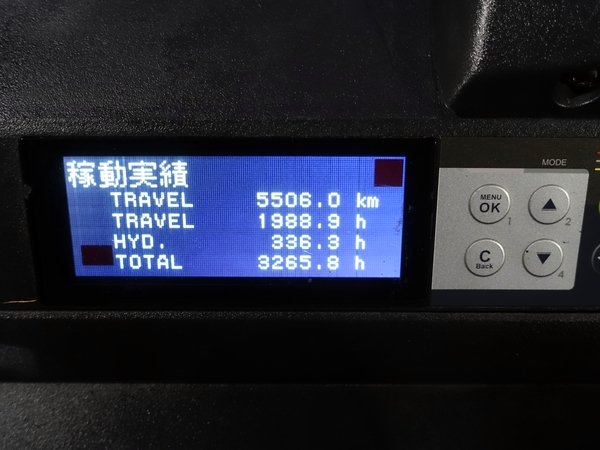 稼動実績
TRAVEL 5506.0 km
TRAVEL 1988.9 h
HYD. 336.3 h
TOTAL 3265.8 h
MODE
MENU
OK 1
2
C
Back
4